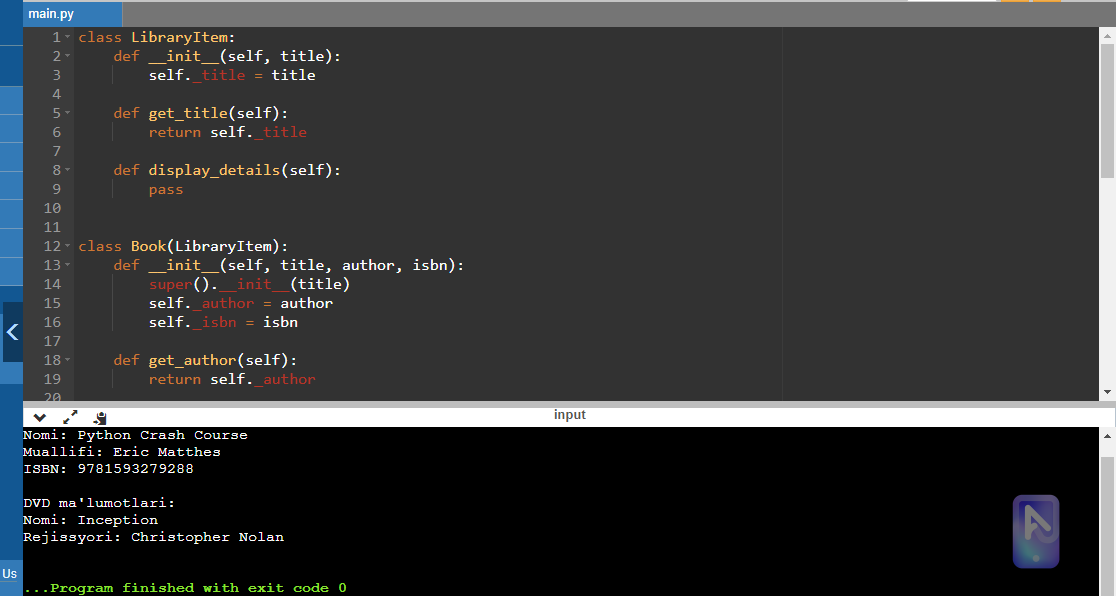 main.py
1 class LibraryItem:
2     def __init__(self, title):
3         self._title = title
4
5     def get_title(self):
6         return self._title
7
8     def display_details(self):
9         pass
10
11
12 class Book(LibraryItem):
13     def __init__(self, title, author, isbn):
14         super().__init__(title)
15         self._author = author
16         self._isbn = isbn
17
18     def get_author(self):
19         return self._author
20
input
Nomi: Python Crash Course
Muallifi: Eric Matthes
ISBN: 9781593279288
DVD ma'lumotlari:
Nomi: Inception
Rejissyori: Christopher Nolan
Us
...Program finished with exit code 0